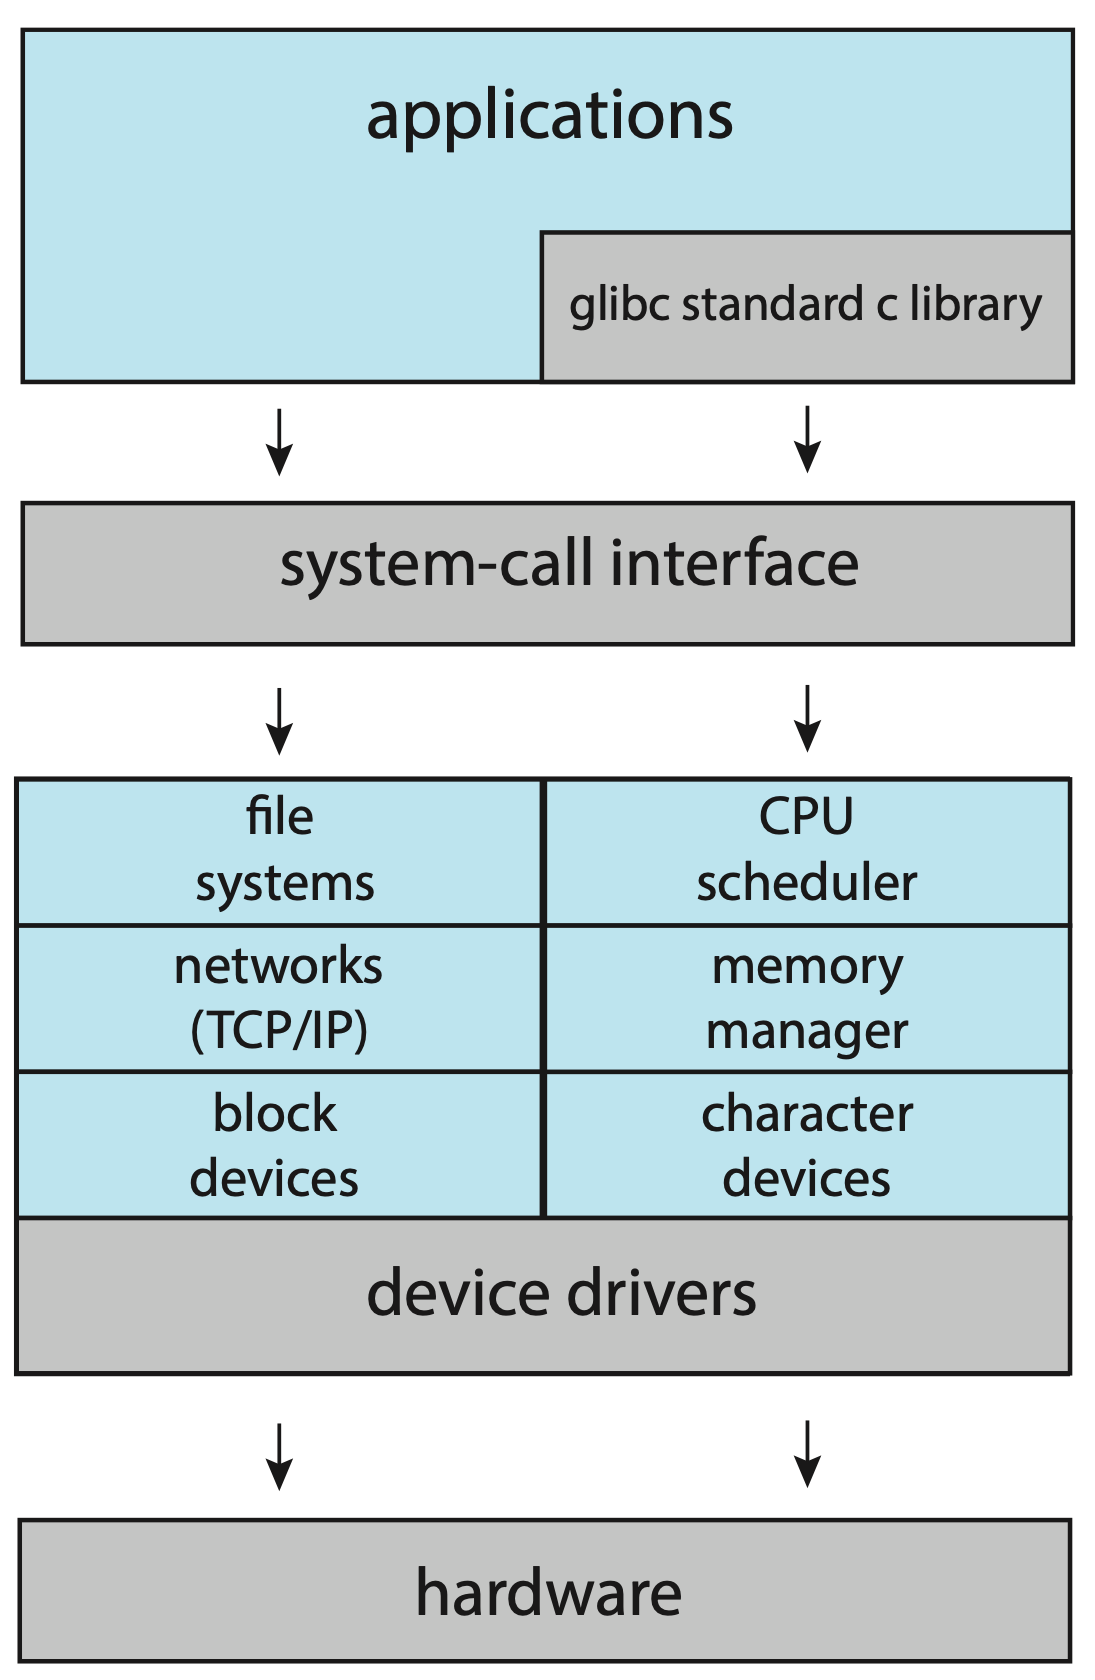 applications
glibc standard c library
system-call interface
file
systems
CPU
scheduler
networks
(TCP/IP)
memory
manager
block
devices
character
devices
device drivers
hardware